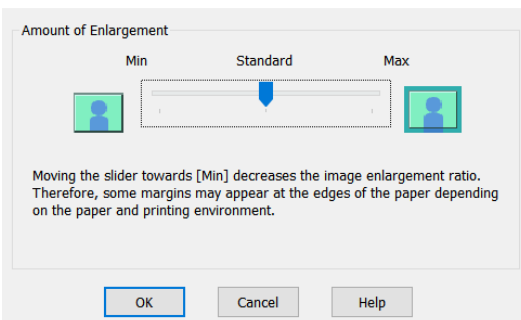 Amount of Enlargement
Min Standard Max
Moving the slider towards [Min] decreases the image enlargement ratio.
Therefore, some margins may appear at the edges of the paper depending
on the paper and printing environment.
OK Cancel Help